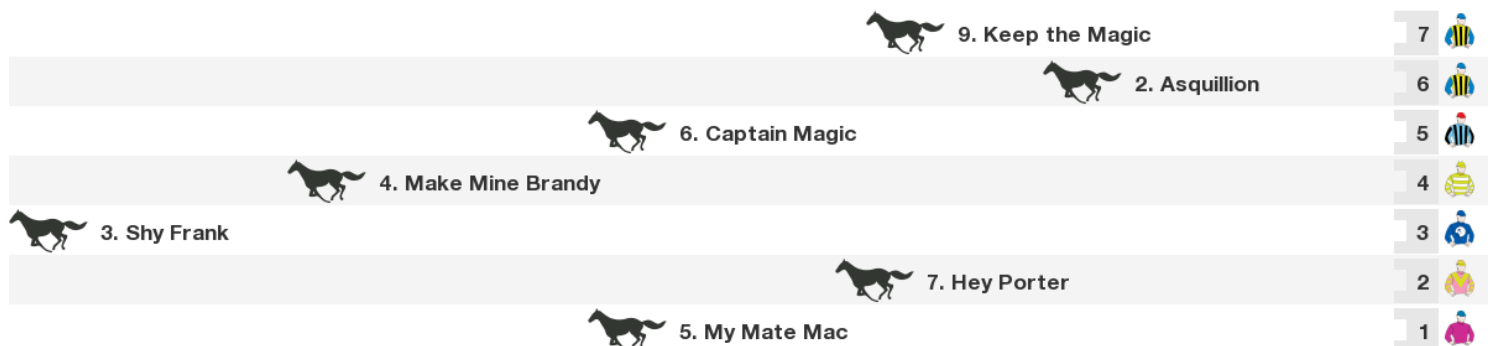 9. Keep the Magic 7
2. Asquillion 6
6. Captain Magic 5
4. Make Mine Brandy 4
3. Shy Frank 3
7. Hey Porter 2
5. My Mate Mac 1